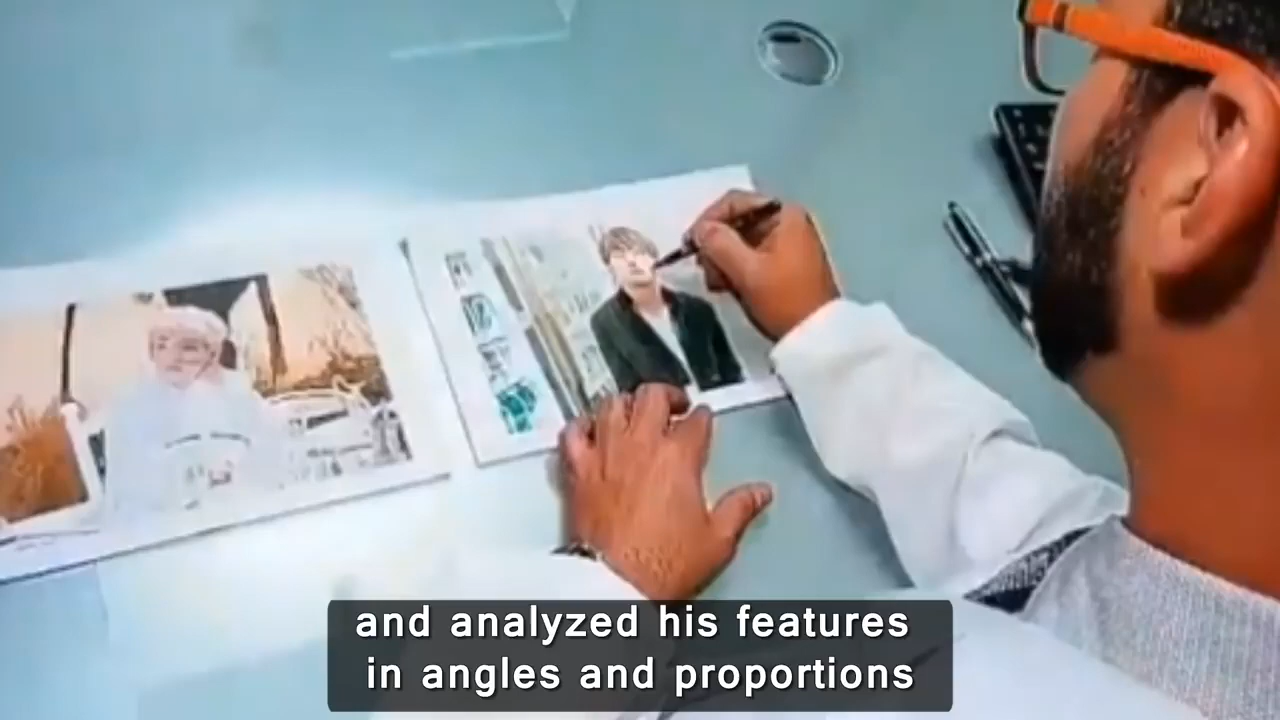 and analyzed his features
in angles and proportions